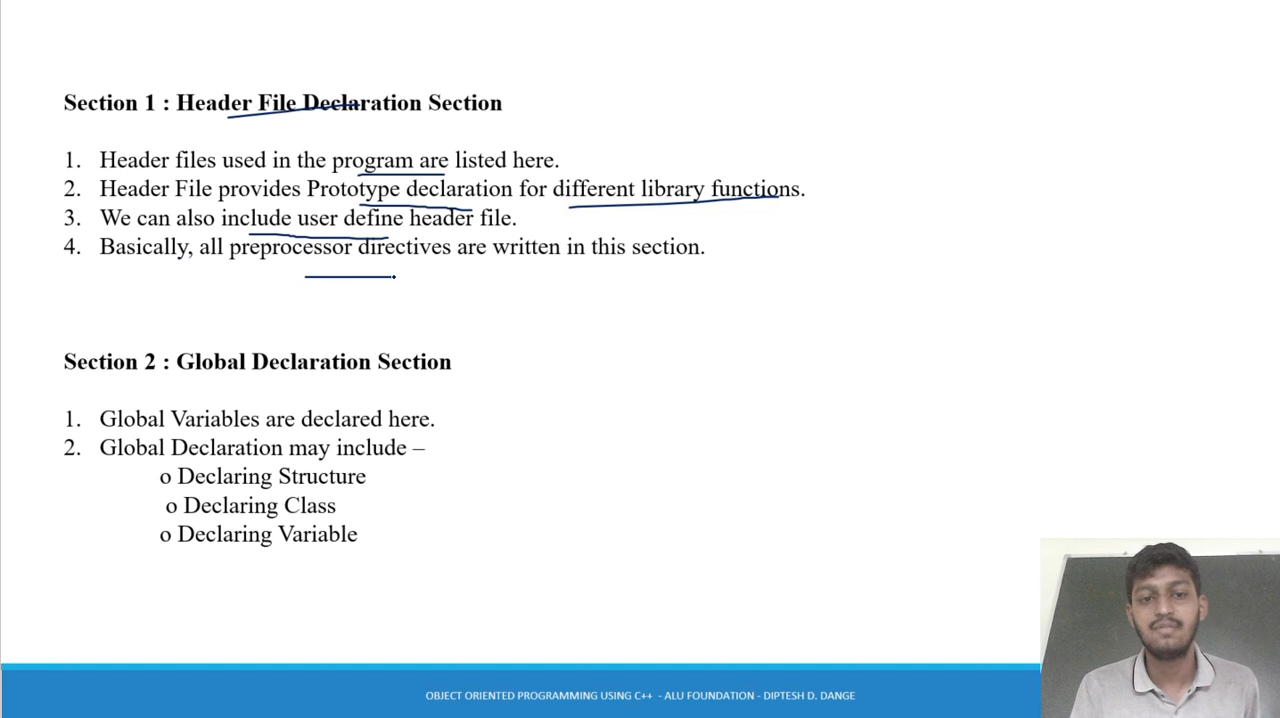 Section 1 : Header File Declaration Section
1. Header files used in the program are listed here.
2. Header File provides Prototype declaration for different library functions.
3. We can also include user define header file.
4. Basically, all preprocessor directives are written in this section.
Section 2 : Global Declaration Section
1. Global Variables are declared here.
2. Global Declaration may include –
o Declaring Structure
o Declaring Class
o Declaring Variable
OBJECT ORIENTED PROGRAMMING USING C++ - ALU FOUNDATION - DIPTESH D. DANGE